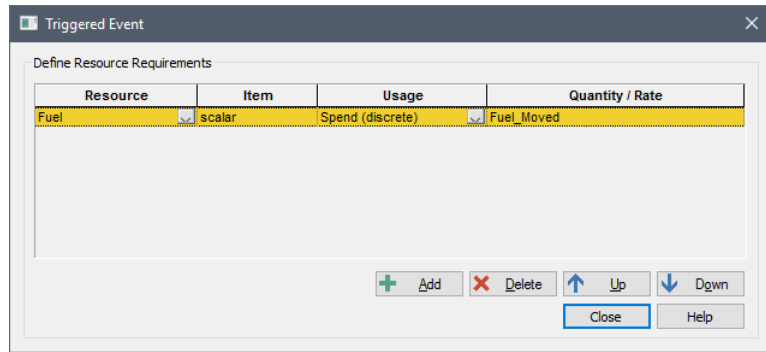 Triggered Event
Define Resource Requirements
Resource Item Usage Quantity / Rate
Fuel scalar Spend (discrete) Fuel_Moved
Add Delete Up Down
Close Help